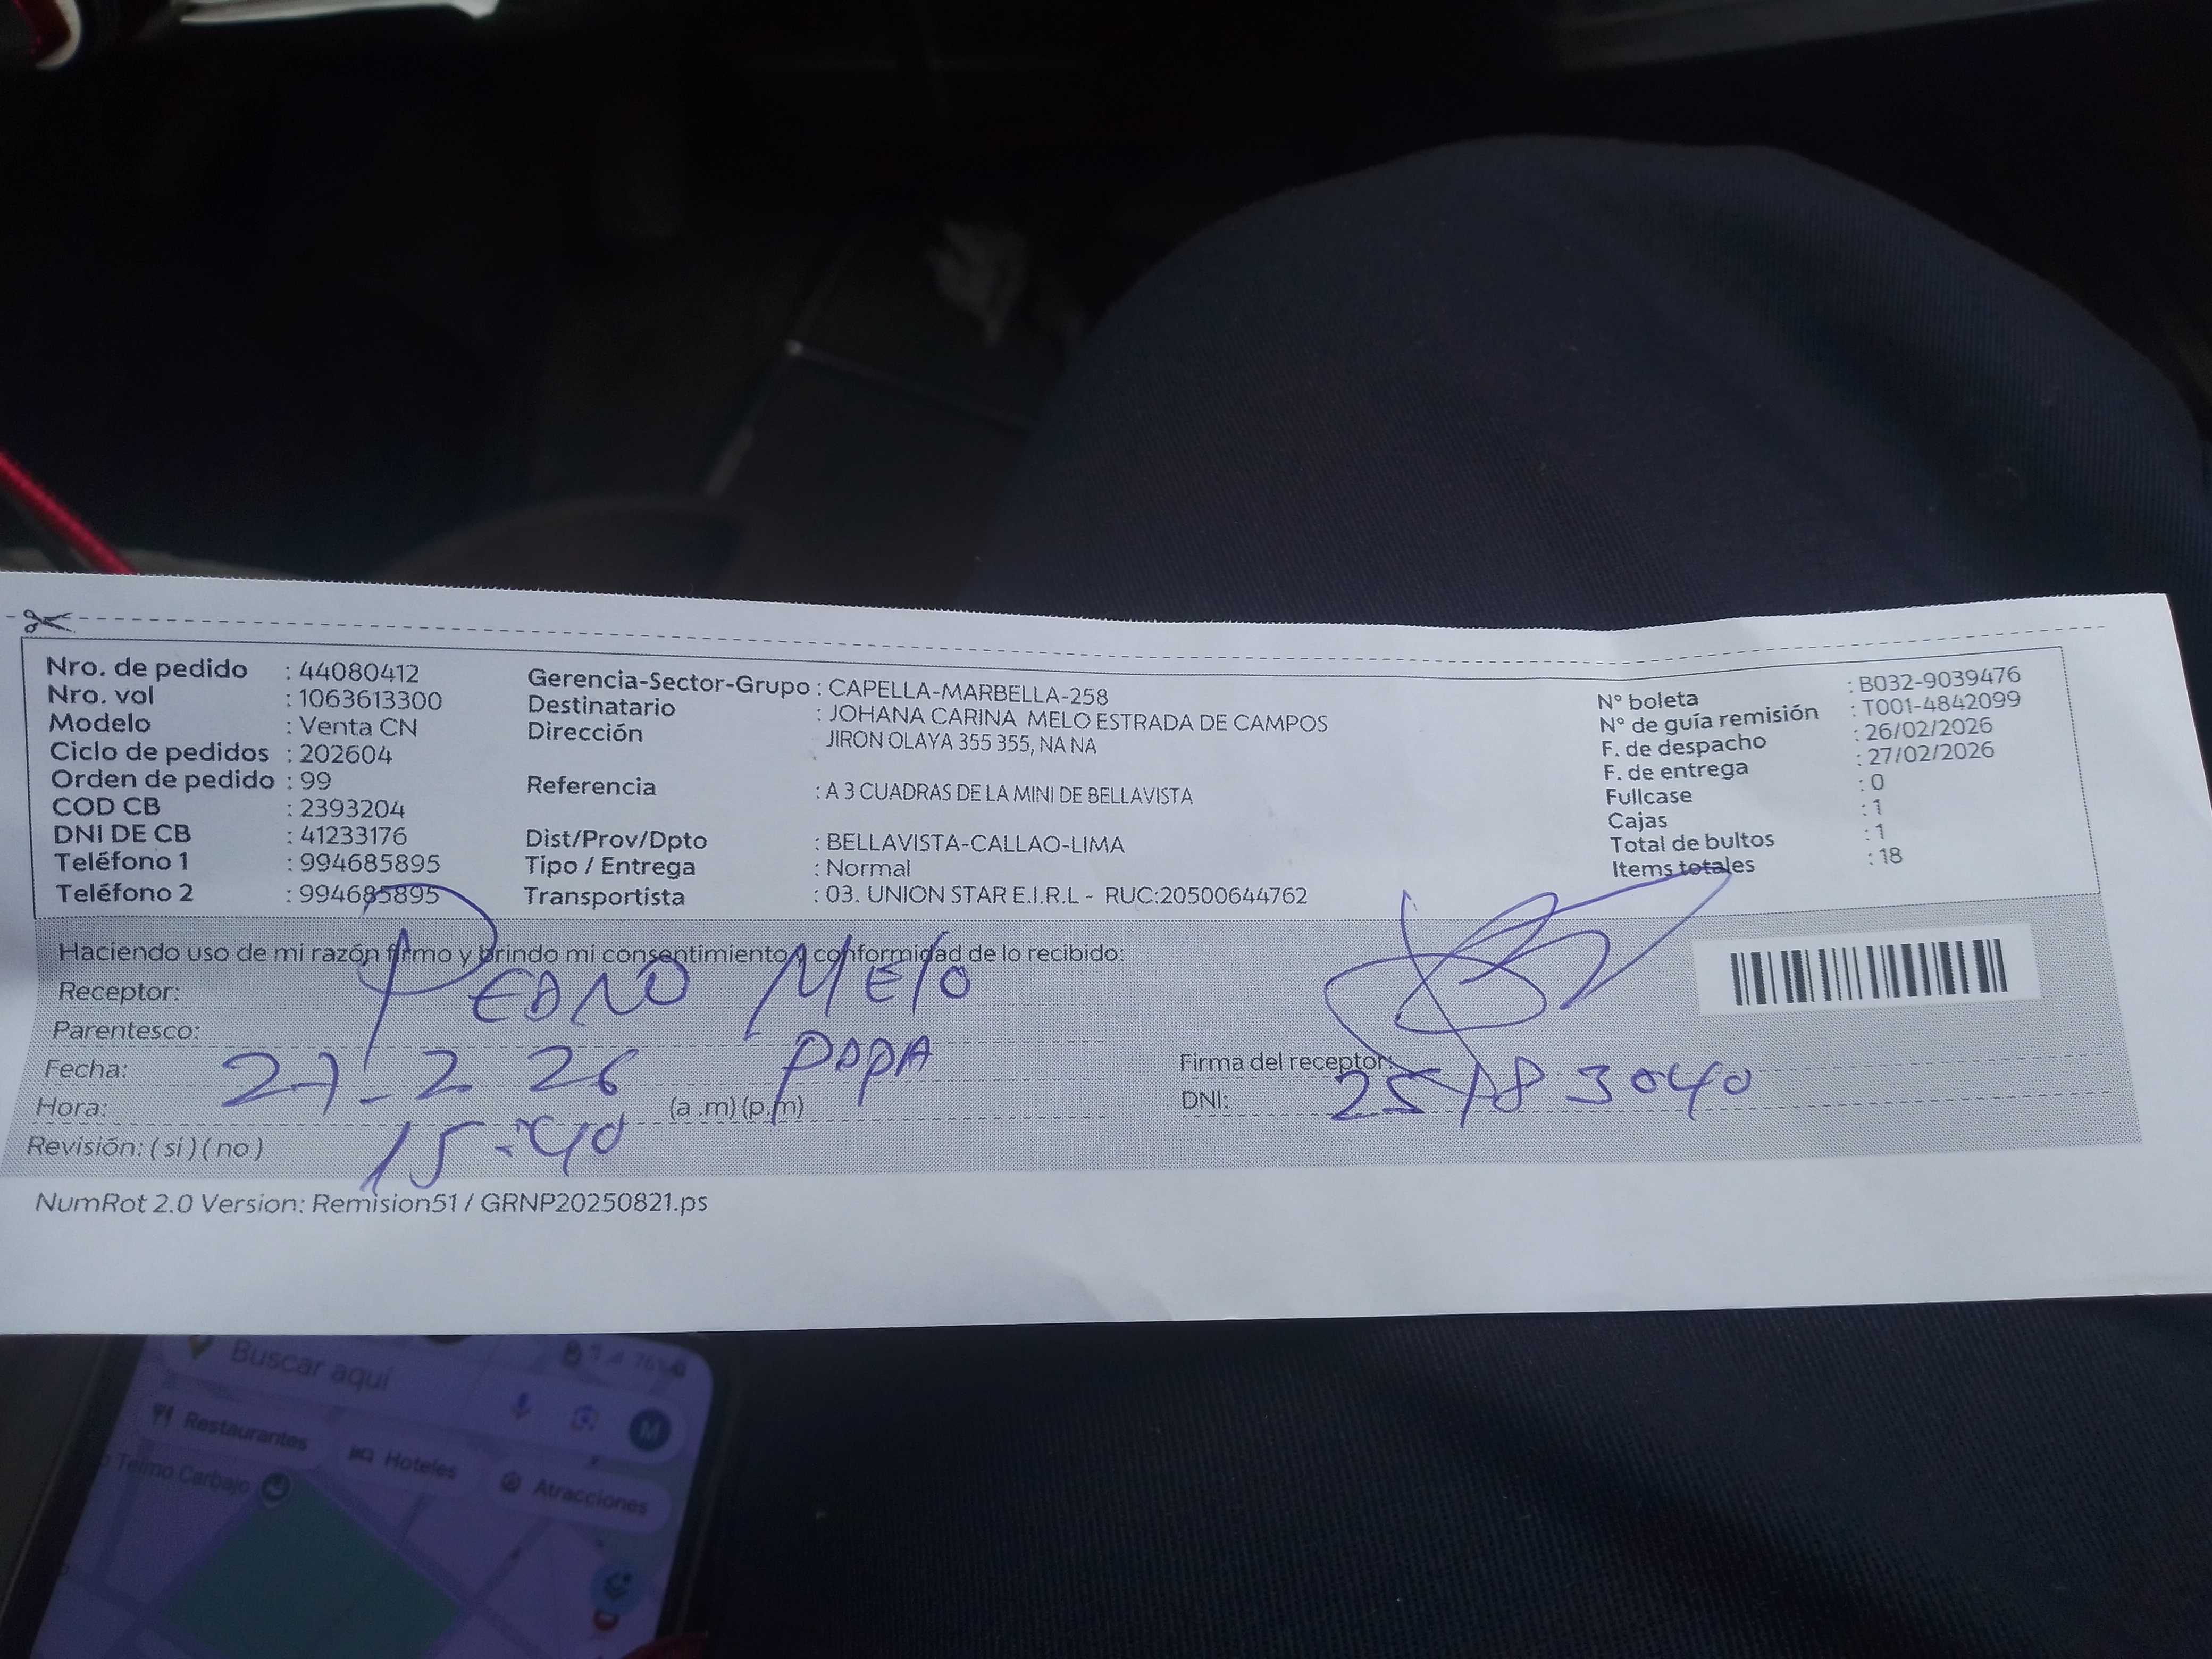 Nro. de pedido : 44080412
Nro. vol : 1063613300
Modelo : Venta CN
Ciclo de pedidos : 202604
Orden de pedido : 99
COD CB : 2393204
DNI DE CB : 41233176
Teléfono 1 : 994685895
Teléfono 2 : 994685895
Gerencia-Sector-Grupo : CAPELLA-MARBELLA-258
Destinatario : JOHANA CARINA MELO ESTRADA DE CAMPOS
Dirección JIRON OLAYA 355 355, NA NA
Referencia : A 3 CUADRAS DE LA MINI DE BELLAVISTA
Dist/Prov/Dpto : BELLAVISTA-CALLAO-LIMA
Tipo / Entrega : Normal
Transportista : 03. UNION STAR E.I.R.L - RUC:20500644762
N° boleta : B032-9039476
N° de guía remisión : T001-4842099
F. de despacho : 26/02/2026
F. de entrega : 27/02/2026
Fullcase : 0
Cajas : 1
Total de bultos : 1
Items totales : 18
Haciendo uso de mi razón firmo y brindo mi consentimiento y conformidad de lo recibido:
Receptor: PEDRO MELO
Parentesco: PAPA
Fecha: 27-2 26
Hora: 15:40 (a.m) (p.m)
Revisión: ( si ) ( no )
Firma del receptor:
DNI: 25783040
NumRot 2.0 Version: Remision51 / GRNP20250821.ps
Buscar aquí
76%
Restaurantes
Hoteles
Atracciones
Telmo Carbajo
M